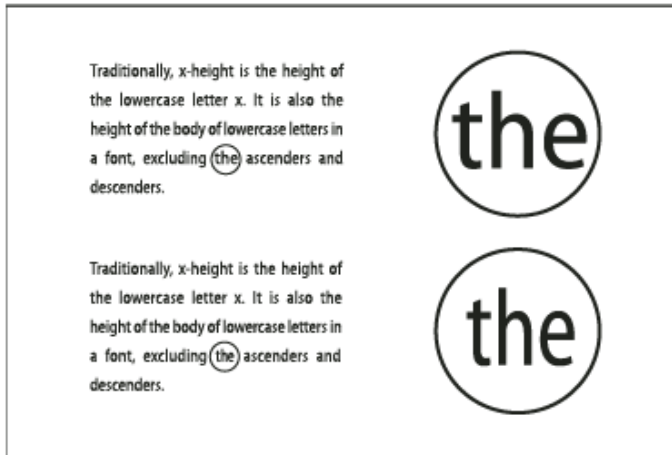 Traditionally, x-height is the height of
the lowercase letter x. It is also the
height of the body of lowercase letters in
a font, excluding the ascenders and
descenders.
the
Traditionally, x-height is the height of
the lowercase letter x. It is also the
height of the body of lowercase letters in
a font, excluding the ascenders and
descenders.
the